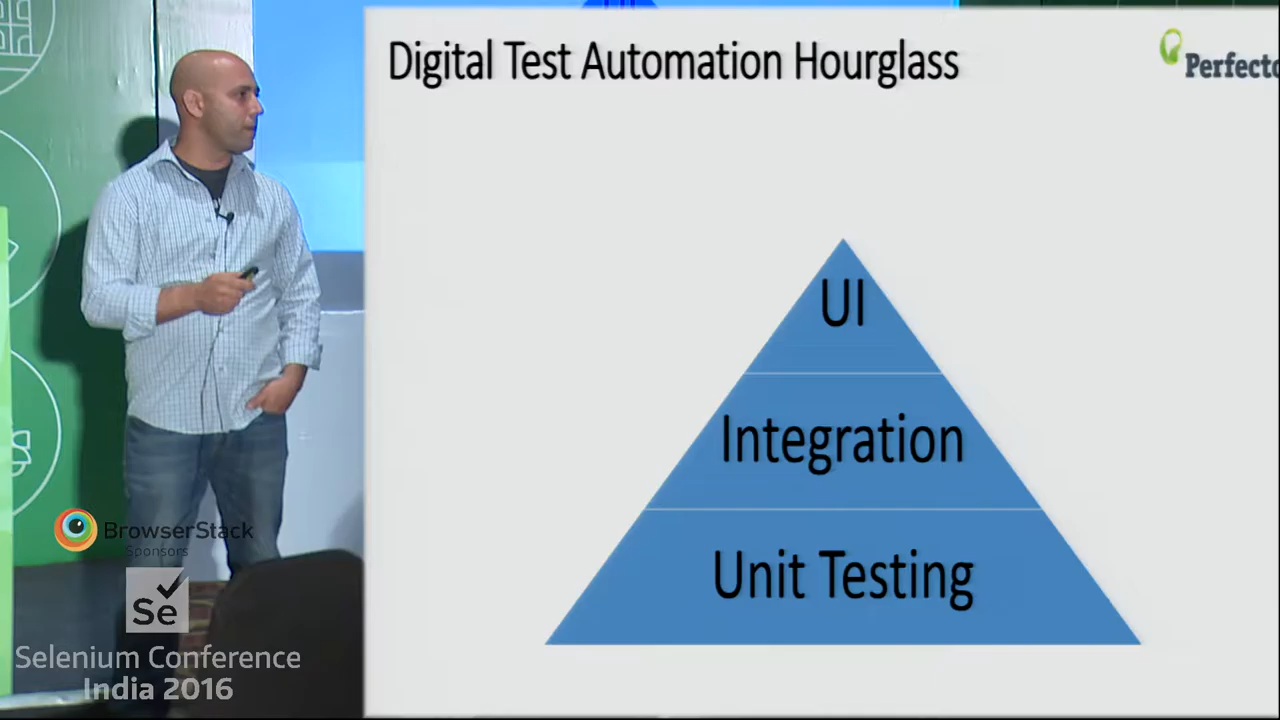 Digital Test Automation Hourglass
Perfecto
UI
Integration
Unit Testing
BrowserStack
Sponsors
Se
Selenium Conference
India 2016